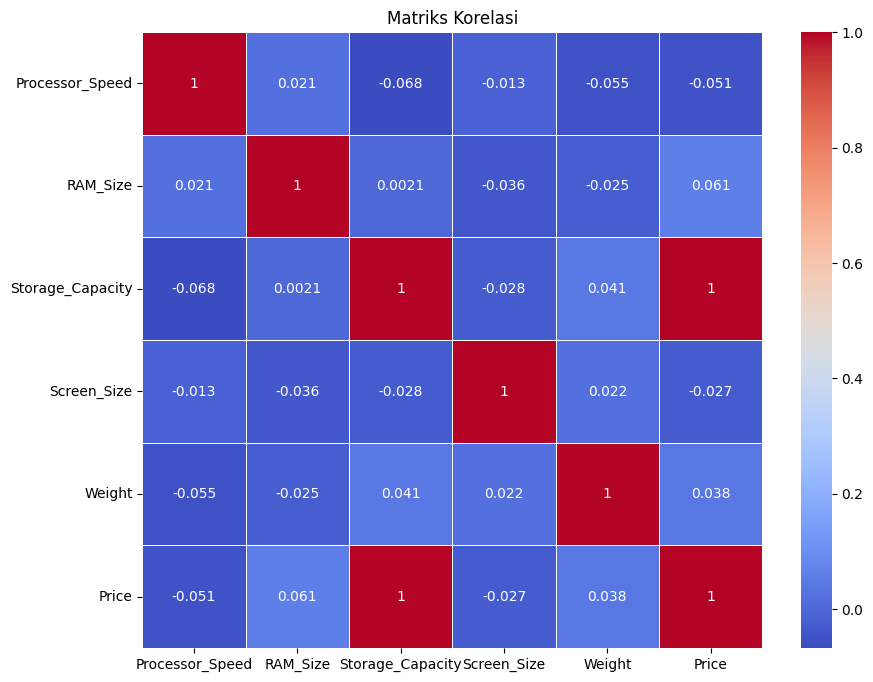 Matriks Korelasi
Processor_Speed 1 0.021 -0.068 -0.013 -0.055 -0.051
RAM_Size 0.021 1 0.0021 -0.036 -0.025 0.061
Storage_Capacity -0.068 0.0021 1 -0.028 0.041 1
Screen_Size -0.013 -0.036 -0.028 1 0.022 -0.027
Weight -0.055 -0.025 0.041 0.022 1 0.038
Price -0.051 0.061 1 -0.027 0.038 1
Processor_Speed RAM_Size Storage_Capacity Screen_Size Weight Price
1.0
0.8
0.6
0.4
0.2
0.0